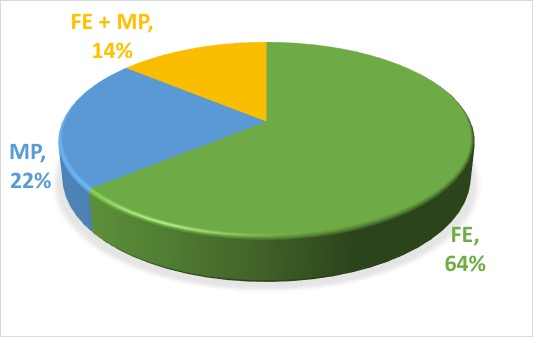 FE + MP,
14%
MP,
22%
FE,
64%